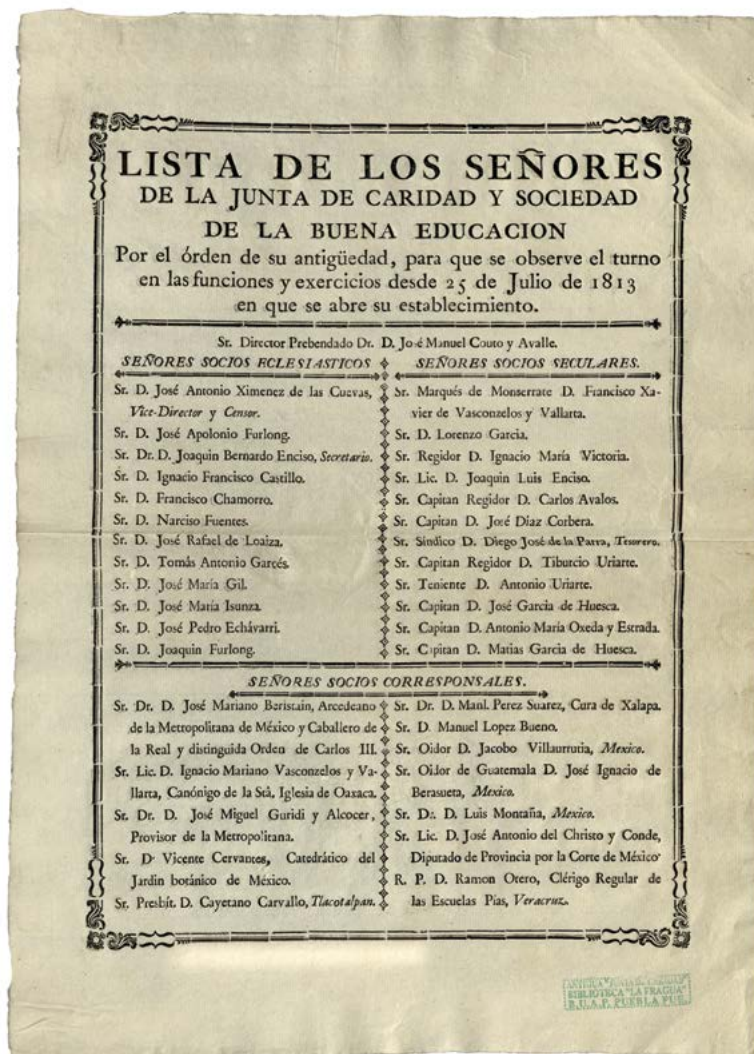 LISTA DE LOS SEÑORES
DE LA JUNTA DE CARIDAD Y SOCIEDAD
DE LA BUENA EDUCACION
Por el órden de su antigüedad, para que se observe el turno
en las funciones y exercicios desde 25 de Julio de 1813
en que se abre su establecimiento.
Sr. Director Prebendado Dr. D. José Manuel Couto y Avalle.
SEÑORES SOCIOS ECLESIASTICOS
Sr. D. José Antonio Ximenez de las Cuevas,
Vice-Director y Censor.
Sr. D. José Apolonio Furlong.
Sr. Dr. D. Joaquin Bernardo Enciso, Secretario.
Sr. D. Ignacio Francisco Castillo.
Sr. D. Francisco Chamorro.
Sr. D. Narciso Fuentes.
Sr. D. José Rafael de Loaiza.
Sr. D. Tomás Antonio Garcés.
Sr. D. José María Gil.
Sr. D. José María Isunza.
Sr. D. José Pedro Echávarri.
Sr. D. Joaquin Furlong.
SEÑORES SOCIOS SECULARES.
Sr. Marqués de Monserrate D. Francisco Xa-
vier de Vasconzelos y Vallarta.
Sr. D. Lorenzo Garcia.
Sr. Regidor D. Ignacio María Victoria.
Sr. Lic. D. Joaquin Luis Enciso.
Sr. Capitan Regidor D. Carlos Avalos.
Sr. Capitan D. José Diaz Corbera.
Sr. Síndico D. Diego José de la Parra, Tesorero.
Sr. Capitan Regidor D. Tiburcio Uriarte.
Sr. Teniente D. Antonio Uriarte.
Sr. Capitan D. José Garcia de Huesca.
Sr. Capitan D. Antonio María Oxeda y Estrada.
Sr. Capitan D. Matias Garcia de Huesca.
SEÑORES SOCIOS CORRESPONSALES.
Sr. Dr. D. José Mariano Beristain, Arcedeano
de la Metropolitana de México y Caballero de
la Real y distinguida Orden de Carlos III.
Sr. Lic. D. Ignacio Mariano Vasconzelos y Va-
llarta, Canónigo de la Stâ. Iglesia de Oaxaca.
Sr. Dr. D. José Miguel Guridi y Alcocer,
Provisor de la Metropolitana.
Sr. D. Vicente Cervantes, Catedrático del
Jardin botánico de México.
Sr. Presbít. D. Cayetano Carvallo, Tlacotalpan.
Sr. Dr. D. Manl. Perez Suarez, Cura de Xalapa.
Sr. D. Manuel Lopez Bueno.
Sr. Oidor D. Jacobo Villaurrutia, Mexico.
Sr. Oidor de Guatemala D. José Ignacio de
Berasueta, Mexico.
Sr. Dr. D. Luis Montaña, Mexico.
Sr. Lic. D. José Antonio del Christo y Conde,
Diputado de Provincia por la Corte de México
R. P. D. Ramon Otero, Clérigo Regular de
las Escuelas Pias, Veracruz.
ANTIGUA "JUNTA DE CARIDAD"
BIBLIOTECA "LA FRAGUA"
B.U.A.P. PUEBLA PUE.